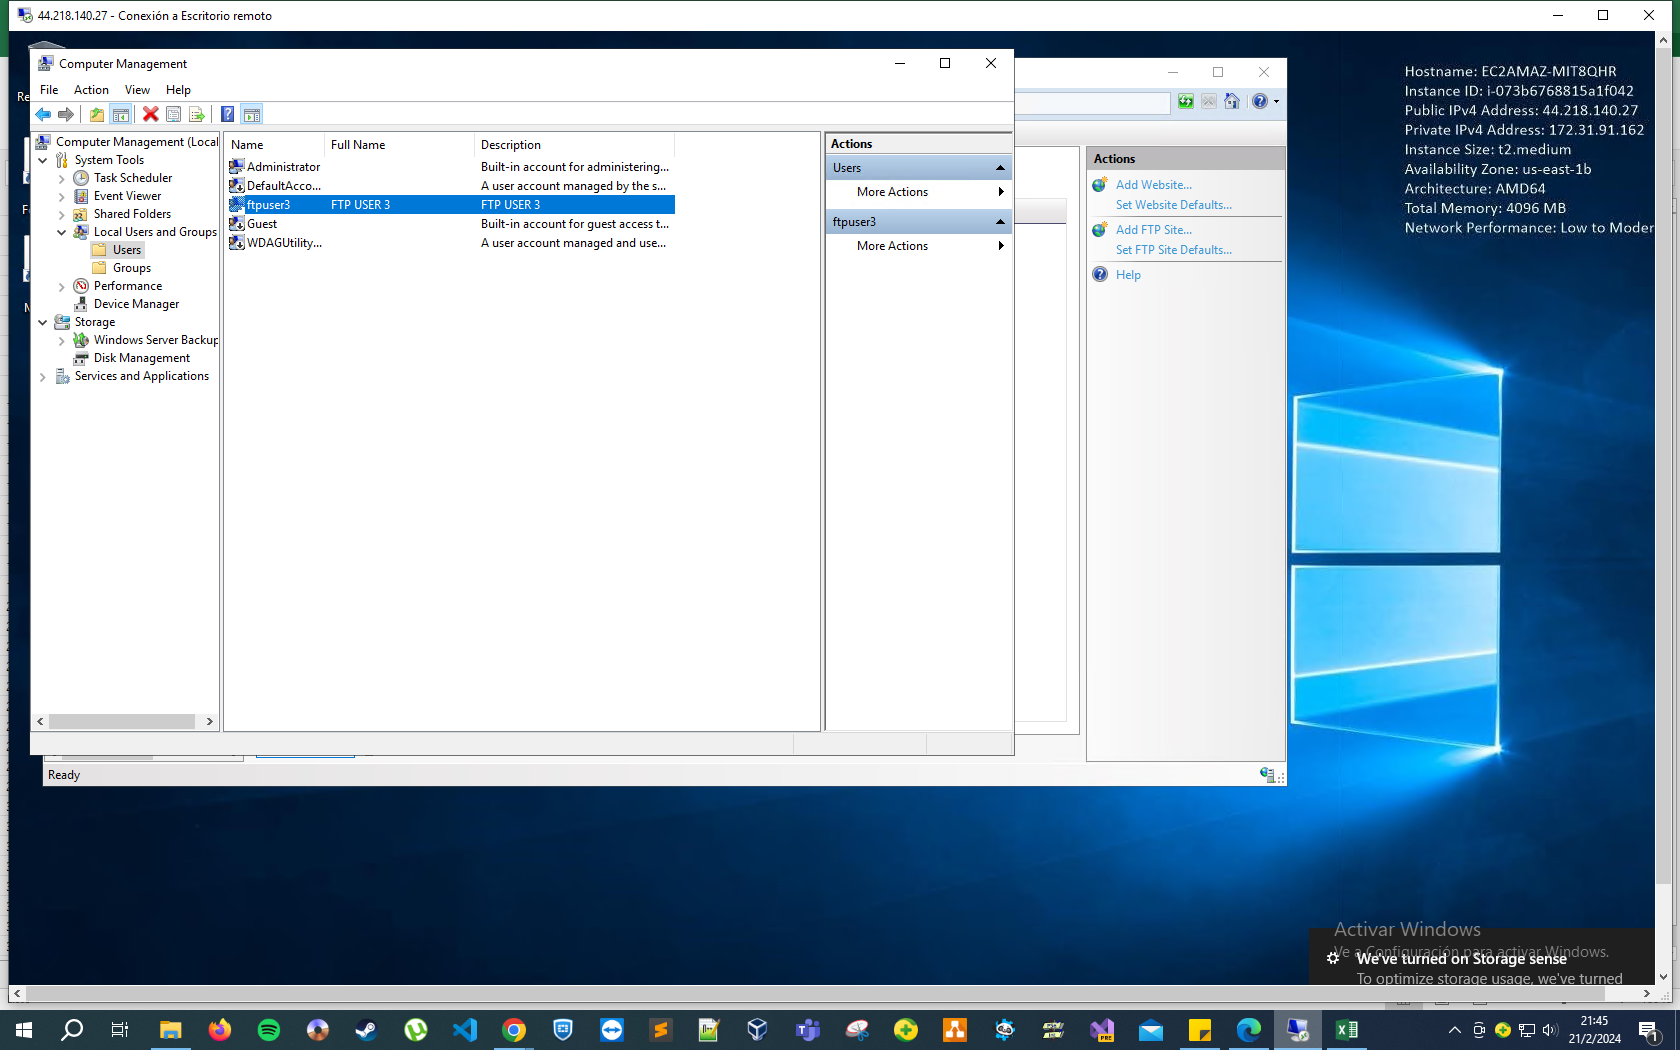 44.218.140.27 - Conexión a Escritorio remoto
Computer Management
File Action View Help
Computer Management (Local
System Tools
Task Scheduler
Event Viewer
Shared Folders
Local Users and Groups
Users
Groups
Performance
Device Manager
Storage
Windows Server Backup
Disk Management
Services and Applications
Name Full Name Description
Administrator Built-in account for administering...
DefaultAcco... A user account managed by the s...
ftpuser3 FTP USER 3 FTP USER 3
Guest Built-in account for guest access t...
WDAGUtility... A user account managed and use...
Actions
Users
More Actions
ftpuser3
More Actions
Actions
Add Website...
Set Website Defaults...
Add FTP Site...
Set FTP Site Defaults...
Help
Ready
Hostname: EC2AMAZ-MIT8QHR
Instance ID: i-073b6768815a1f042
Public IPv4 Address: 44.218.140.27
Private IPv4 Address: 172.31.91.162
Instance Size: t2.medium
Availability Zone: us-east-1b
Architecture: AMD64
Total Memory: 4096 MB
Network Performance: Low to Moder
Activar Windows
Ve a Configuración para activar Windows.
We've turned on Storage sense
To optimize storage usage, we've turned
21:45
21/2/2024
1
PRE